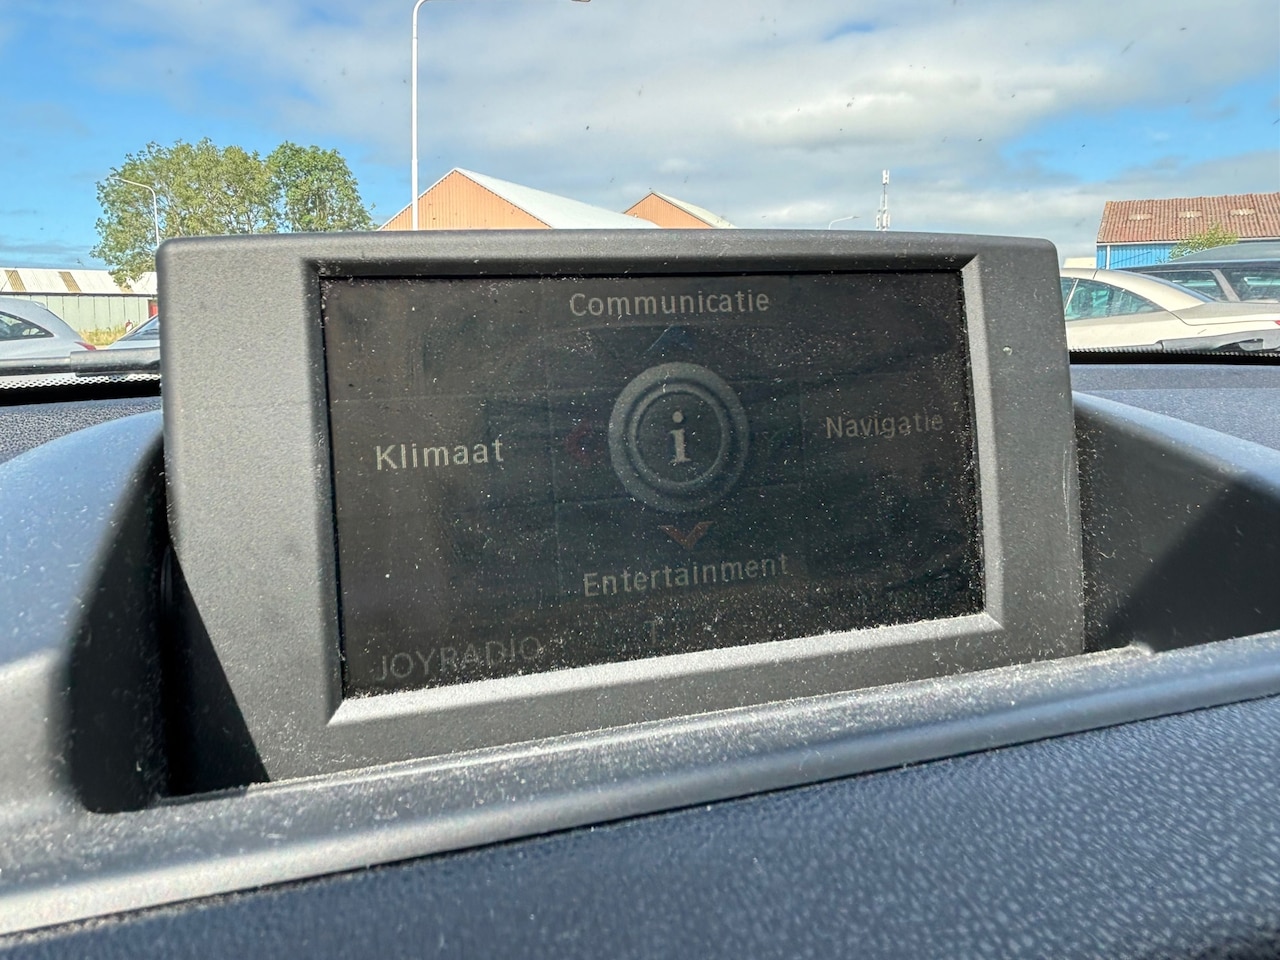 Communicatie
i
Klimaat
Navigatie
Entertainment
JOYRADIO